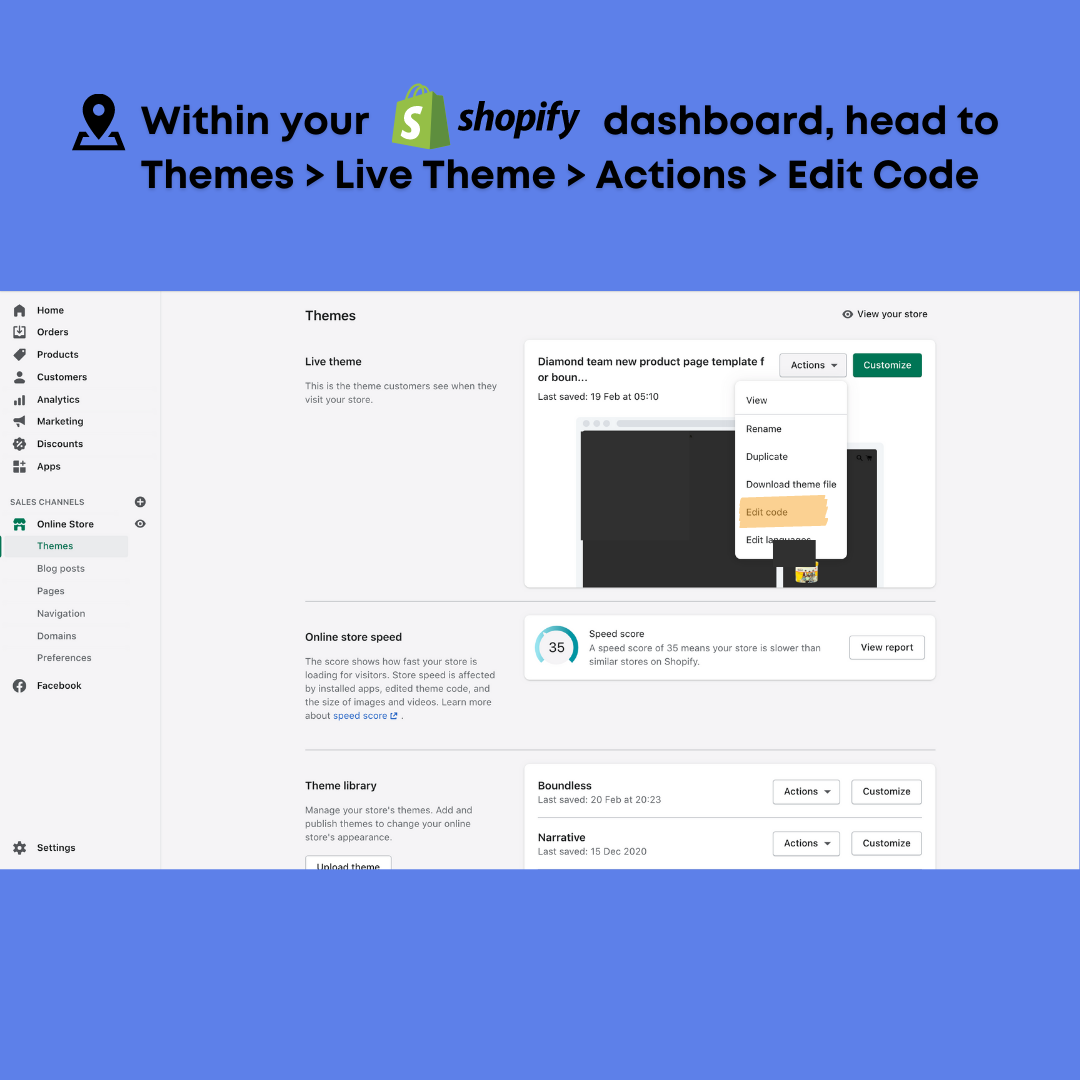 Within your shopify dashboard, head to
Themes > Live Theme > Actions > Edit Code
Home
Orders
Products
Customers
Analytics
Marketing
Discounts
Apps
SALES CHANNELS
Online Store
Themes
Blog posts
Pages
Navigation
Domains
Preferences
Facebook
Settings
Themes
View your store
Live theme
This is the theme customers see when they
visit your store.
Diamond team new product page template f
or boun...
Last saved: 19 Feb at 05:10
Actions
Customize
View
Rename
Duplicate
Download theme file
Edit code
Edit languages
Online store speed
The score shows how fast your store is
loading for visitors. Store speed is affected
by installed apps, edited theme code, and
the size of images and videos. Learn more
about speed score .
35
Speed score
A speed score of 35 means your store is slower than
similar stores on Shopify.
View report
Theme library
Manage your store's themes. Add and
publish themes to change your online
store's appearance.
Upload theme
Boundless
Last saved: 20 Feb at 20:23
Actions
Customize
Narrative
Last saved: 15 Dec 2020
Actions
Customize